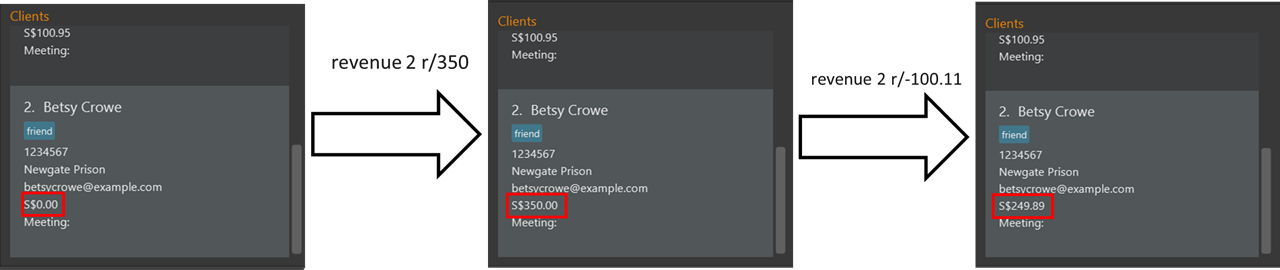 Clients
S$100.95
Meeting:
2. Betsy Crowe
friend
1234567
Newgate Prison
betsycrowe@example.com
S$0.00
Meeting:
revenue 2 r/350
Clients
S$100.95
Meeting:
2. Betsy Crowe
friend
1234567
Newgate Prison
betsycrowe@example.com
S$350.00
Meeting:
revenue 2 r/-100.11
Clients
S$100.95
Meeting:
2. Betsy Crowe
friend
1234567
Newgate Prison
betsycrowe@example.com
S$249.89
Meeting: